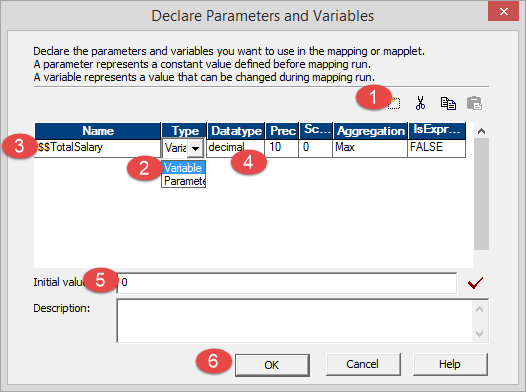 Declare Parameters and Variables
Declare the parameters and variables you want to use in the mapping or mapplet.
A parameter represents a constant value defined before mapping run.
A variable represents a value that can be changed during mapping run.
1
Name Type Datatype Prec Sc... Aggregation IsExpr...
3 $$TotalSalary Varia decimal 10 0 Max FALSE
2 Variable 4
Paramete
Initial value 5 0
Description:
6 OK Cancel Help